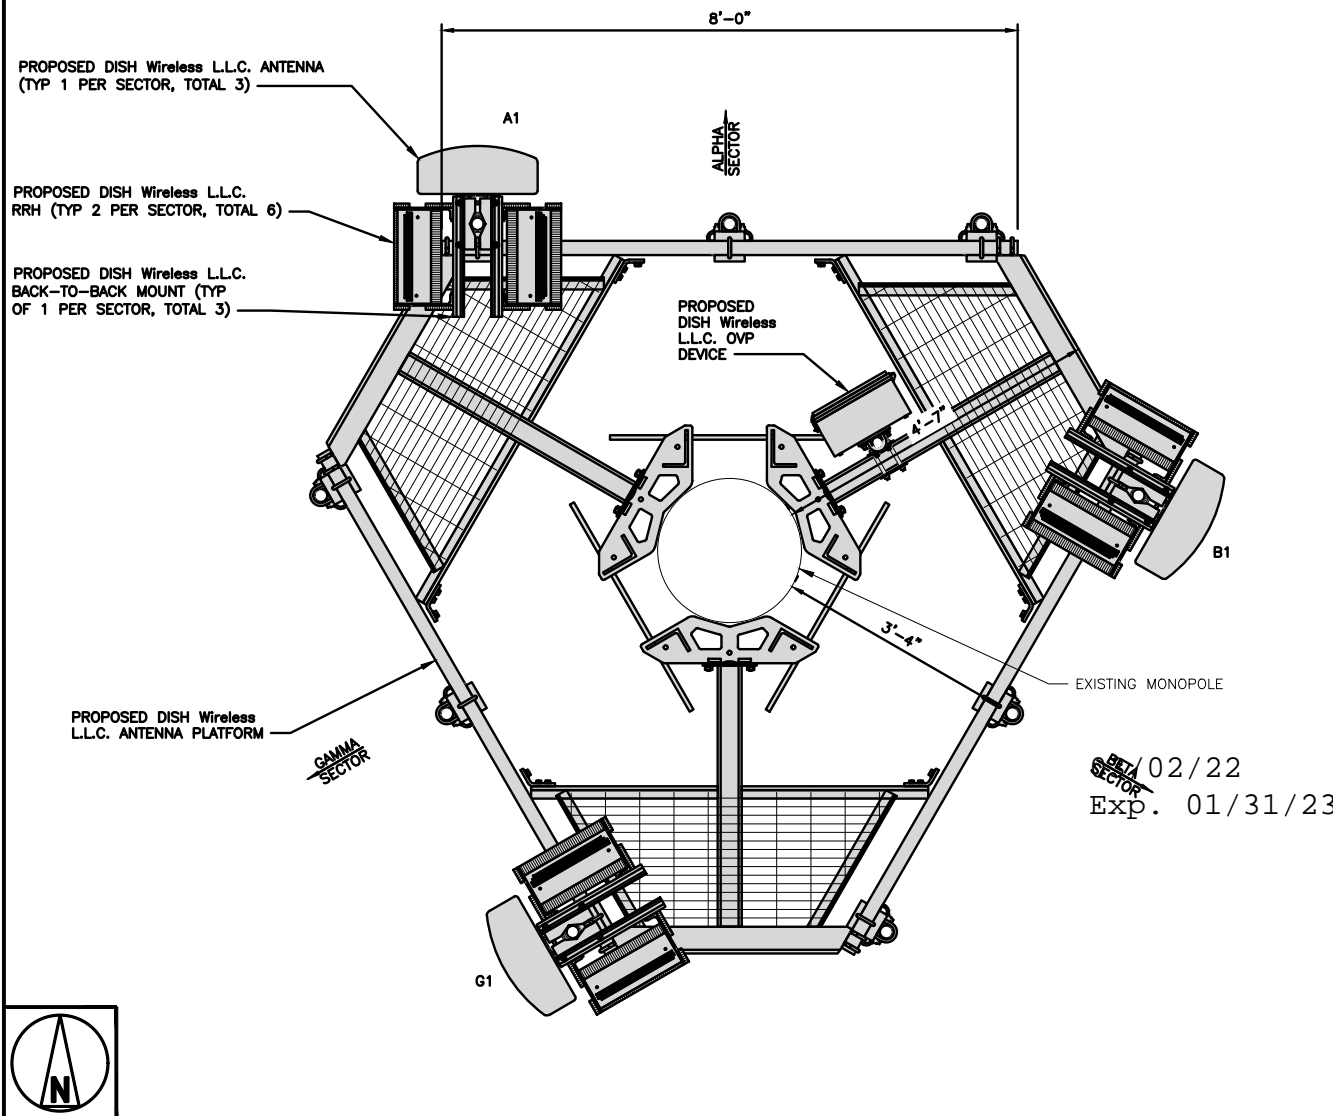 8'-0"
PROPOSED DISH Wireless L.L.C. ANTENNA
(TYP 1 PER SECTOR, TOTAL 3)
A1
ALPHA
SECTOR
PROPOSED DISH Wireless L.L.C.
RRH (TYP 2 PER SECTOR, TOTAL 6)
PROPOSED DISH Wireless L.L.C.
BACK-TO-BACK MOUNT (TYP
OF 1 PER SECTOR, TOTAL 3)
PROPOSED
DISH Wireless
L.L.C. OVP
DEVICE
4'-7"
B1
3'-4"
EXISTING MONOPOLE
PROPOSED DISH Wireless
L.L.C. ANTENNA PLATFORM
GAMMA
SECTOR
BETA
SECTOR
/02/22
Exp. 01/31/23
G1
N